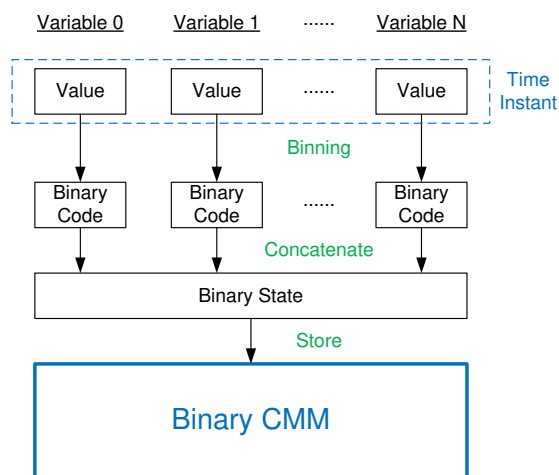 Variable 0 Variable 1 ...... Variable N
Value Value ...... Value
Time
Instant
Binning
Binary
Code
Binary
Code
......
Binary
Code
Concatenate
Binary State
Store
Binary CMM